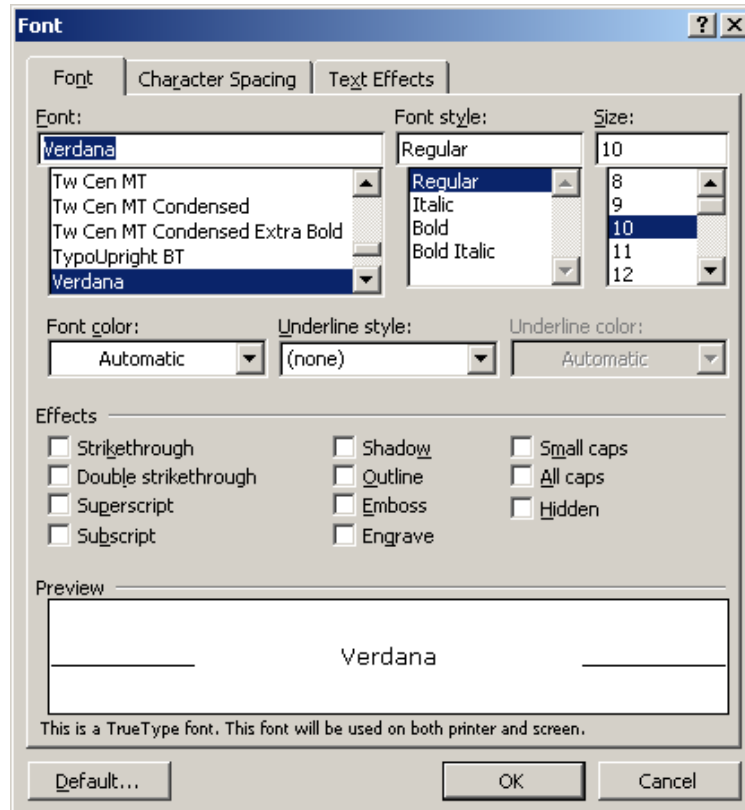 Font
Font Character Spacing Text Effects
Font: Font style: Size:
Verdana Regular 10
Tw Cen MT Regular 8
Tw Cen MT Condensed Italic 9
Tw Cen MT Condensed Extra Bold Bold 10
TypoUpright BT Bold Italic 11
Verdana 12
Font color: Underline style: Underline color:
Automatic (none) Automatic
Effects
Strikethrough Shadow Small caps
Double strikethrough Outline All caps
Superscript Emboss Hidden
Subscript Engrave
Preview
Verdana
This is a TrueType font. This font will be used on both printer and screen.
Default... OK Cancel